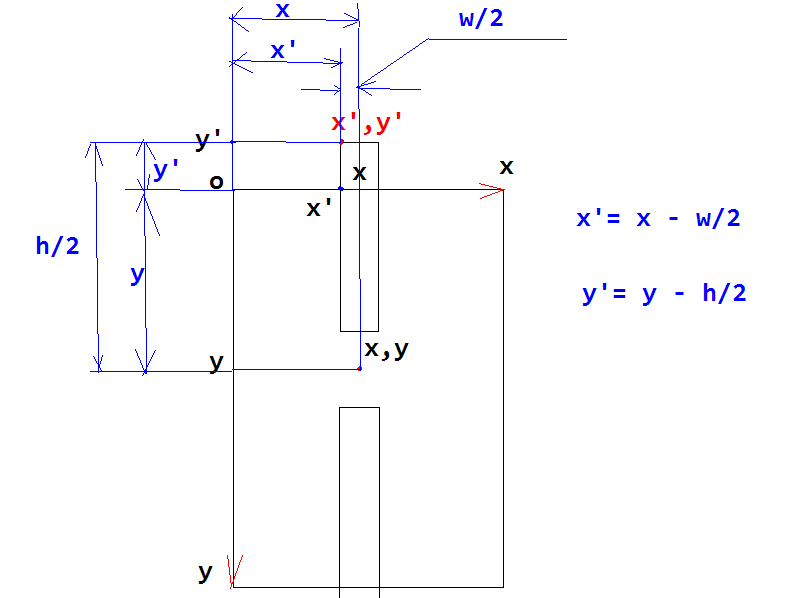 x
w/2
x'
x',y'
y'
y'
x
x
o
x'
x'= x - w/2
h/2
y
y'= y - h/2
x,y
y
y